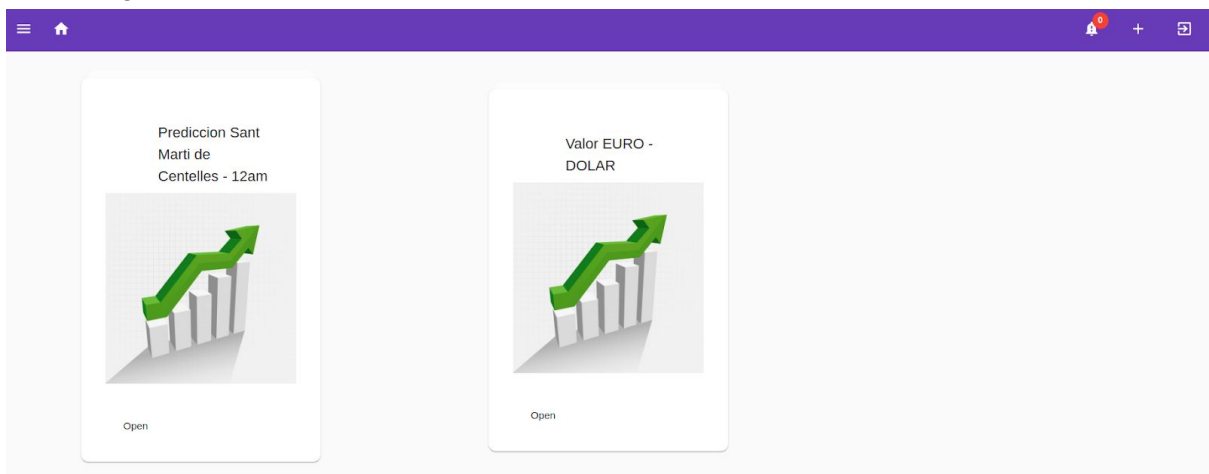 0
Prediccion Sant
Marti de
Centelles - 12am
Open
Valor EURO -
DOLAR
Open